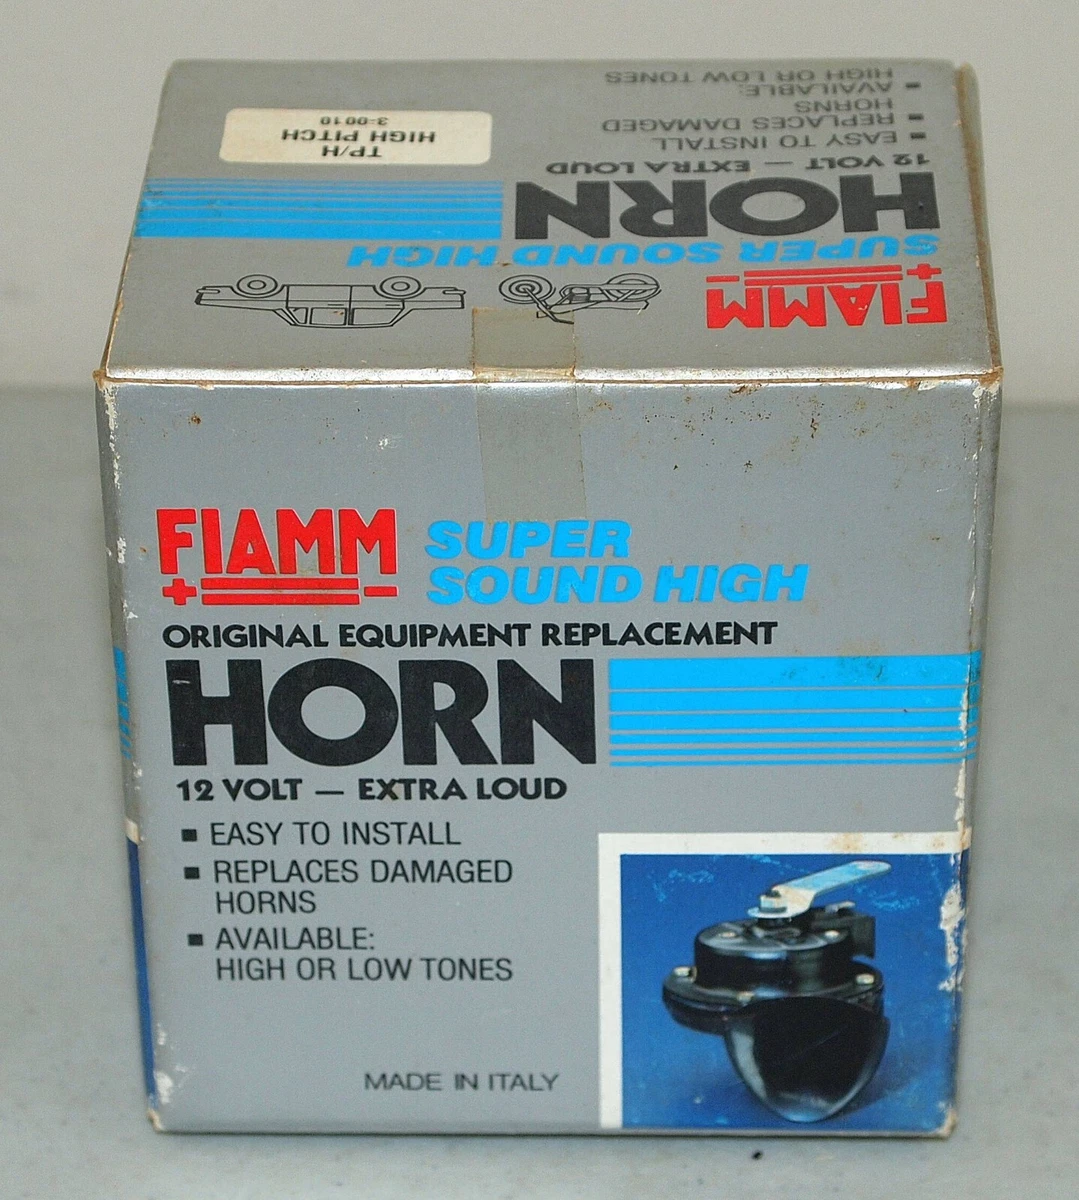 FIAMM
+ -
SUPER SOUND HIGH
HORN
12 VOLT — EXTRA LOUD
▪ EASY TO INSTALL
▪ REPLACES DAMAGED
HORNS
▪ AVAILABLE:
HIGH OR LOW TONES
TP/H
HIGH PITCH
3-0010
FIAMM
+ -
SUPER
SOUND HIGH
ORIGINAL EQUIPMENT REPLACEMENT
HORN
12 VOLT — EXTRA LOUD
▪ EASY TO INSTALL
▪ REPLACES DAMAGED
HORNS
▪ AVAILABLE:
HIGH OR LOW TONES
MADE IN ITALY